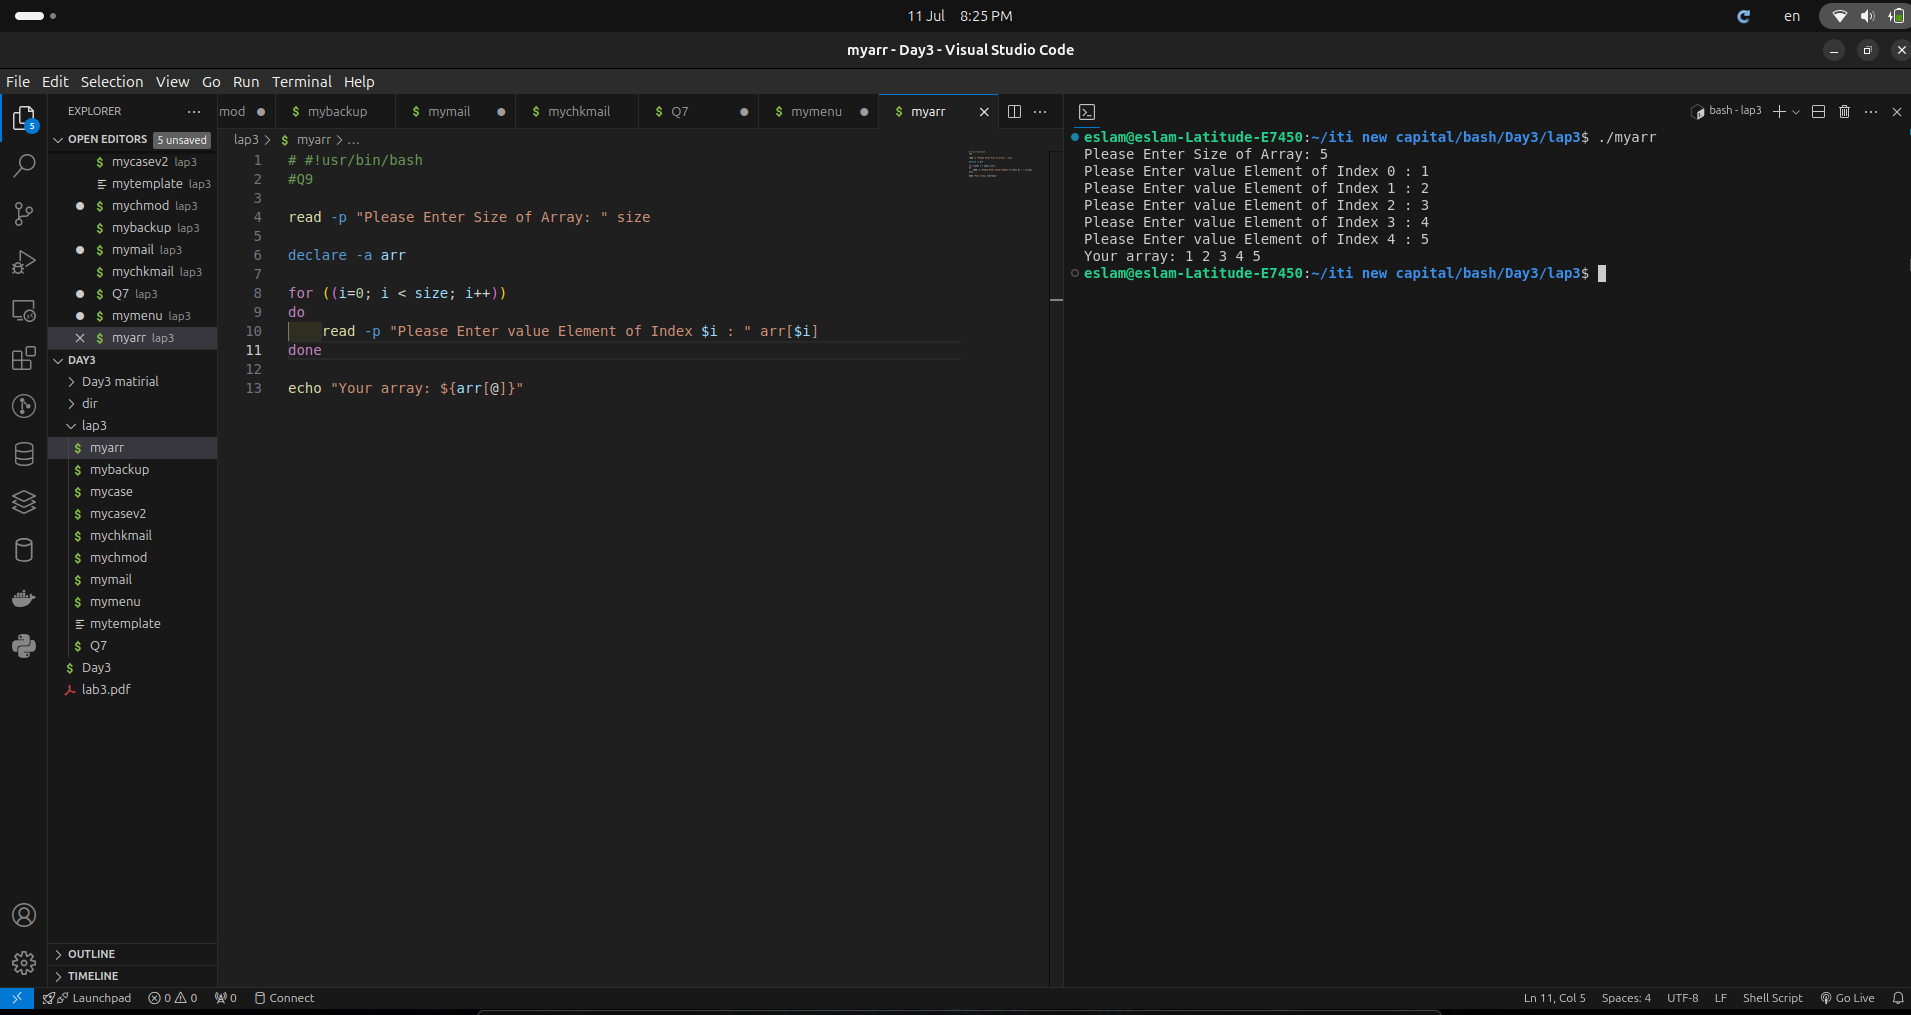 11 Jul 8:25 PM
en
myarr - Day3 - Visual Studio Code
File Edit Selection View Go Run Terminal Help
EXPLORER
OPEN EDITORS 5 unsaved
5
$ mycasev2 lap3
mytemplate lap3
$ mychmod lap3
$ mybackup lap3
$ mymail lap3
$ mychkmail lap3
$ Q7 lap3
$ mymenu lap3
$ myarr lap3
DAY3
Day3 matirial
dir
lap3
$ myarr
$ mybackup
$ mycase
$ mycasev2
$ mychkmail
$ mychmod
$ mymail
$ mymenu
mytemplate
$ Q7
$ Day3
lab3.pdf
OUTLINE
TIMELINE
mod $ mybackup $ mymail $ mychkmail $ Q7 $ mymenu $ myarr
lap3 > $ myarr > ...
1 # #!usr/bin/bash
2 #Q9
3
4 read -p "Please Enter Size of Array: " size
5
6 declare -a arr
7
8 for ((i=0; i < size; i++))
9 do
10 read -p "Please Enter value Element of Index $i : " arr[$i]
11 done
12
13 echo "Your array: ${arr[@]}"
bash - lap3
eslam@eslam-Latitude-E7450:~/iti new capital/bash/Day3/lap3$ ./myarr
Please Enter Size of Array: 5
Please Enter value Element of Index 0 : 1
Please Enter value Element of Index 1 : 2
Please Enter value Element of Index 2 : 3
Please Enter value Element of Index 3 : 4
Please Enter value Element of Index 4 : 5
Your array: 1 2 3 4 5
eslam@eslam-Latitude-E7450:~/iti new capital/bash/Day3/lap3$
Launchpad 0 0 0 Connect
Ln 11, Col 5 Spaces: 4 UTF-8 LF Shell Script Go Live